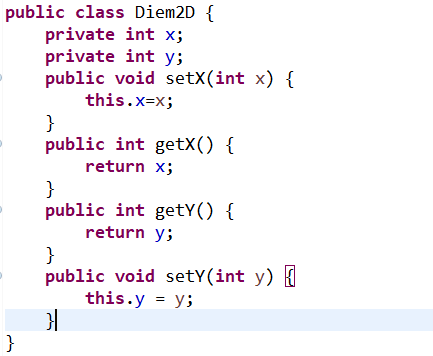 public class Diem2D {
    private int x;
    private int y;
    public void setX(int x) {
        this.x=x;
    }
    public int getX() {
        return x;
    }
    public int getY() {
        return y;
    }
    public void setY(int y) {
        this.y = y;
    }
}